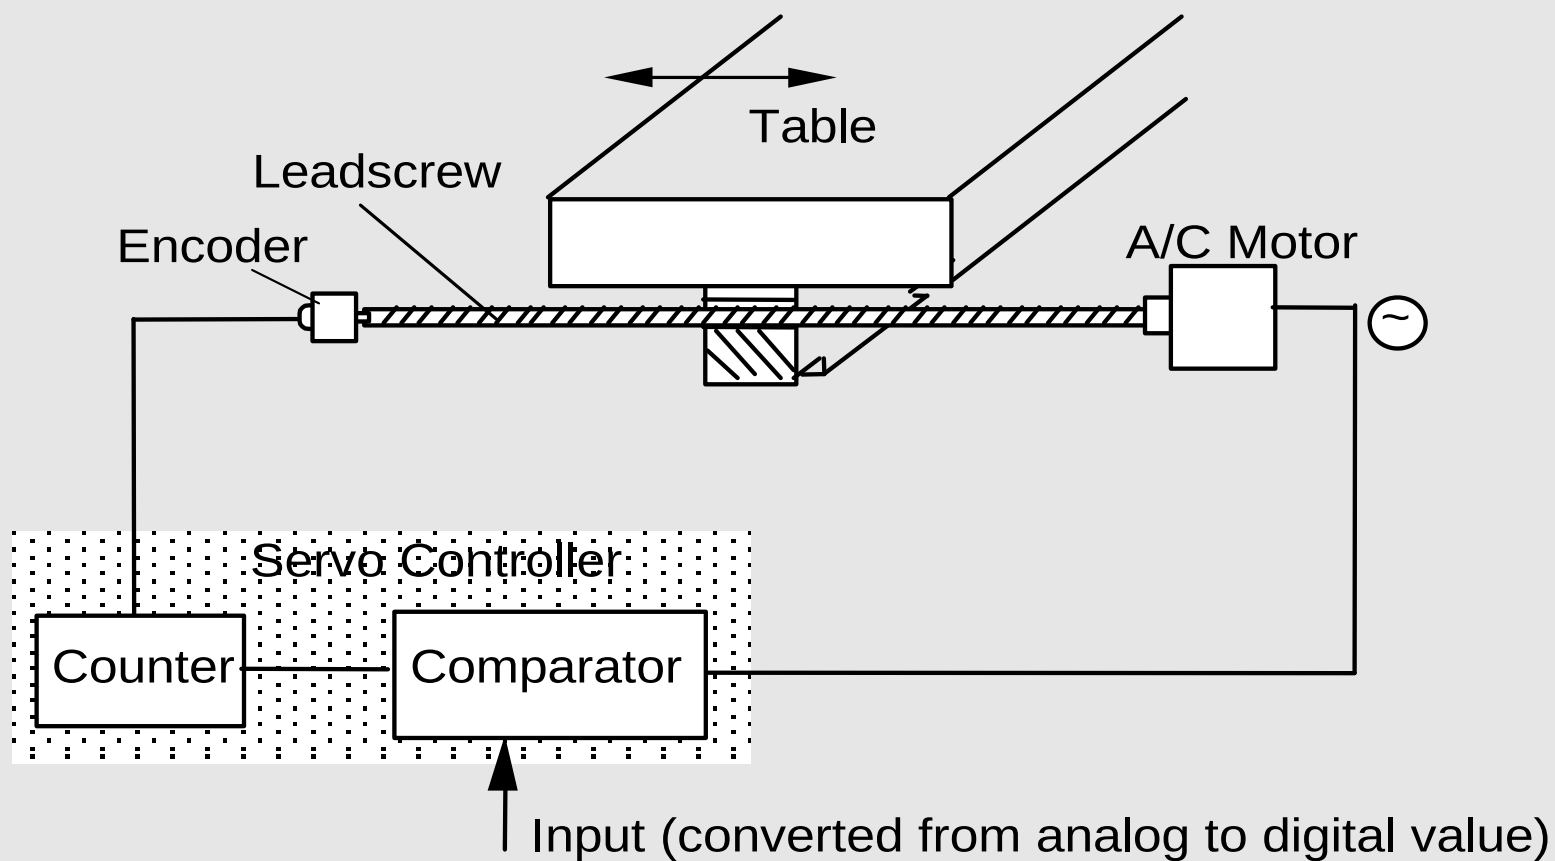 Table
Leadscrew
Encoder
A/C Motor
~
Servo Controller
Counter
Comparator
Input (converted from analog to digital value)